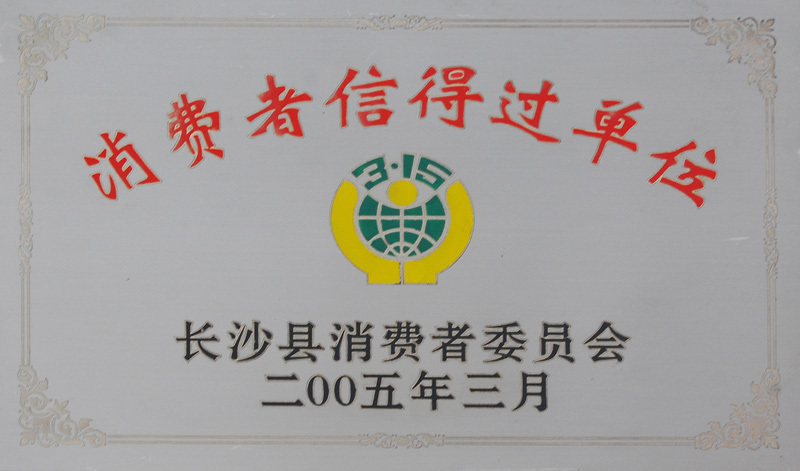 消费者信得过单位
3·15
长沙县消费者委员会
二00五年三月